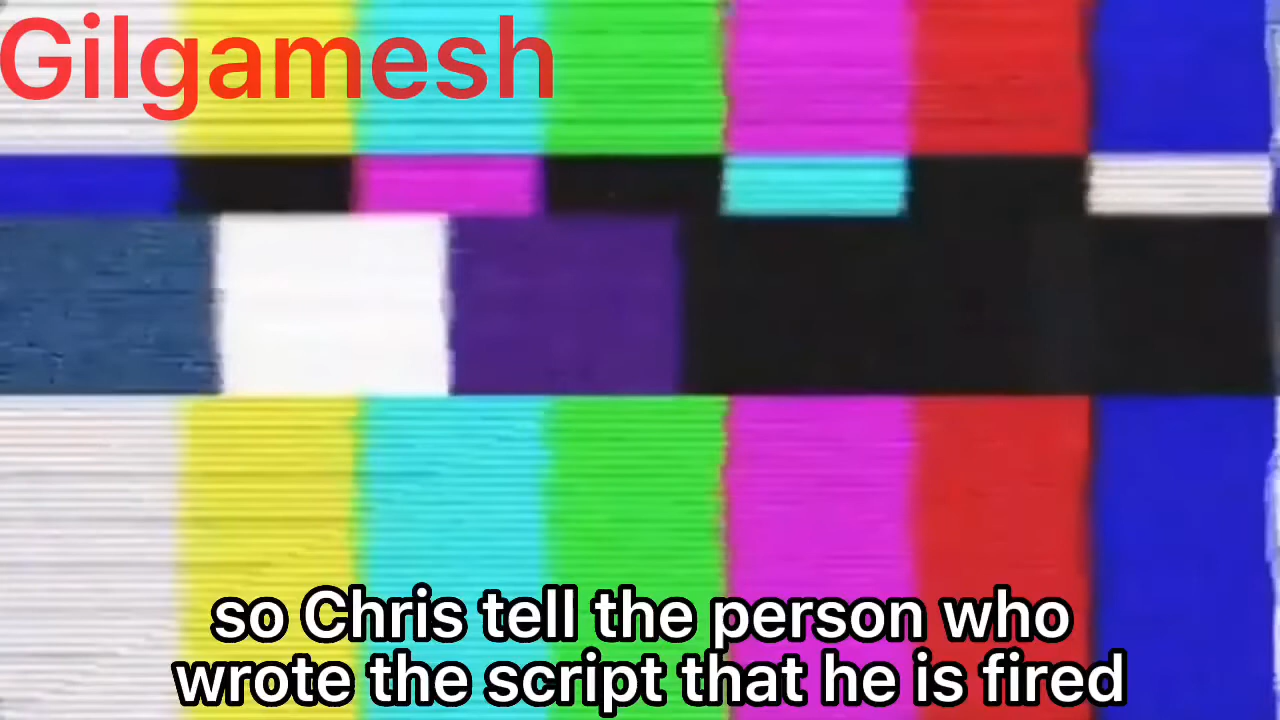 Gilgamesh
so Chris tell the person who
wrote the script that he is fired